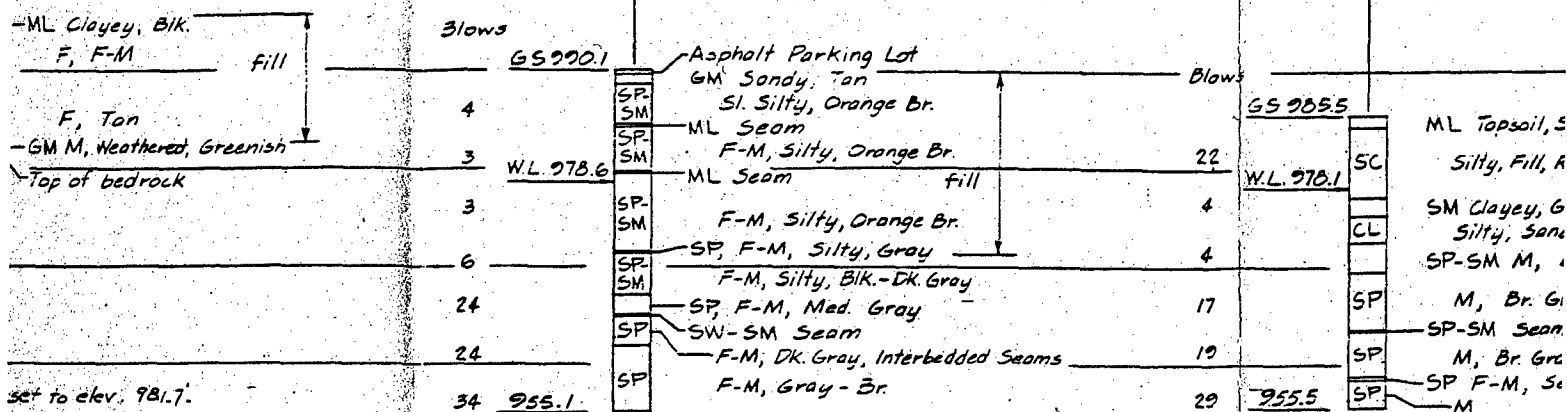 -ML Clayey, Blk.
F, F-M
fill
F, Tan
-GM M, Weathered, Greenish
Top of bedrock
set to elev. 981.7.
Blows
4
3
3
6
24
24
34
GS 990.1
W.L. 978.6
955.1
SP-SM
SP-SM
SP-SM
SP-SM
SP
SP
Asphalt Parking Lot
GM Sandy, Tan
Sl. Silty, Orange Br.
ML Seam
F-M, Silty, Orange Br.
ML Seam
fill
F-M, Silty, Orange Br.
SP, F-M, Silty, Gray
F-M, Silty, Blk.-Dk. Gray
SP, F-M, Med. Gray
SW-SM Seam
F-M, Dk. Gray, Interbedded Seams
F-M, Gray - Br.
Blows
22
4
4
17
19
29
GS 985.5
W.L. 978.1
955.5
SC
CL
SP
SP
SP
ML Topsoil,
Silty, Fill,
SM Clayey,
Silty,
SP-SM M,
M, Br.
SP-SM
M, Br.
SP F-M,
M